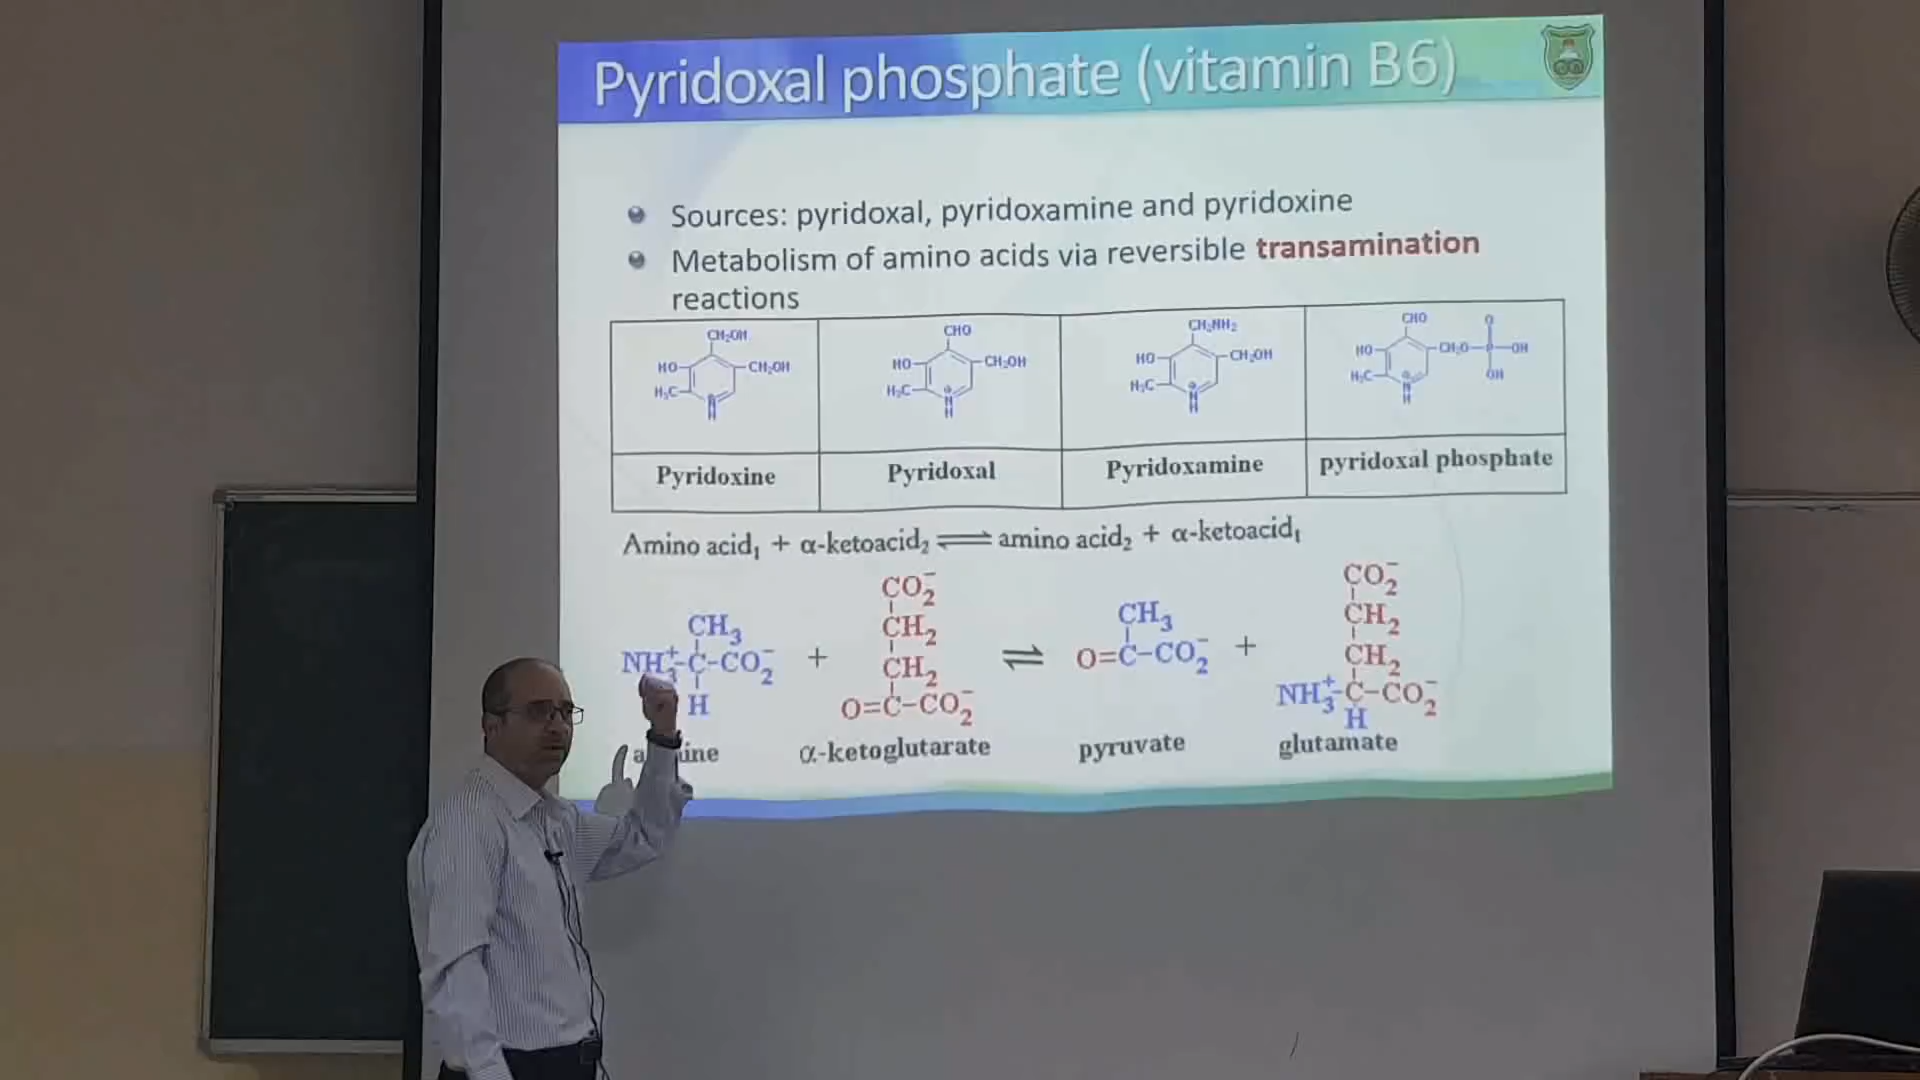 Pyridoxal phosphate (vitamin B6)
Sources: pyridoxal, pyridoxamine and pyridoxine
Metabolism of amino acids via reversible transamination
reactions
CH₂OH
HO
CH₂OH
H₃C
N
H
CHO
HO
CH₂OH
H₃C
N
H
CH₂NH₂
HO
CH₂OH
H₃C
N
H
CHO
O
HO
CH₂O—P—OH
H₃C
OH
N
H
Pyridoxine
Pyridoxal
Pyridoxamine
pyridoxal phosphate
Amino acid₁ + α-ketoacid₂ ⇌ amino acid₂ + α-ketoacid₁
CH₃
NH₃⁺-C-CO₂⁻
H
+
CO₂⁻
CH₂
CH₂
O=C-CO₂⁻
⇌
CH₃
O=C-CO₂⁻
+
CO₂⁻
CH₂
CH₂
NH₃⁺-C-CO₂⁻
H
α-ketoglutarate
pyruvate
glutamate